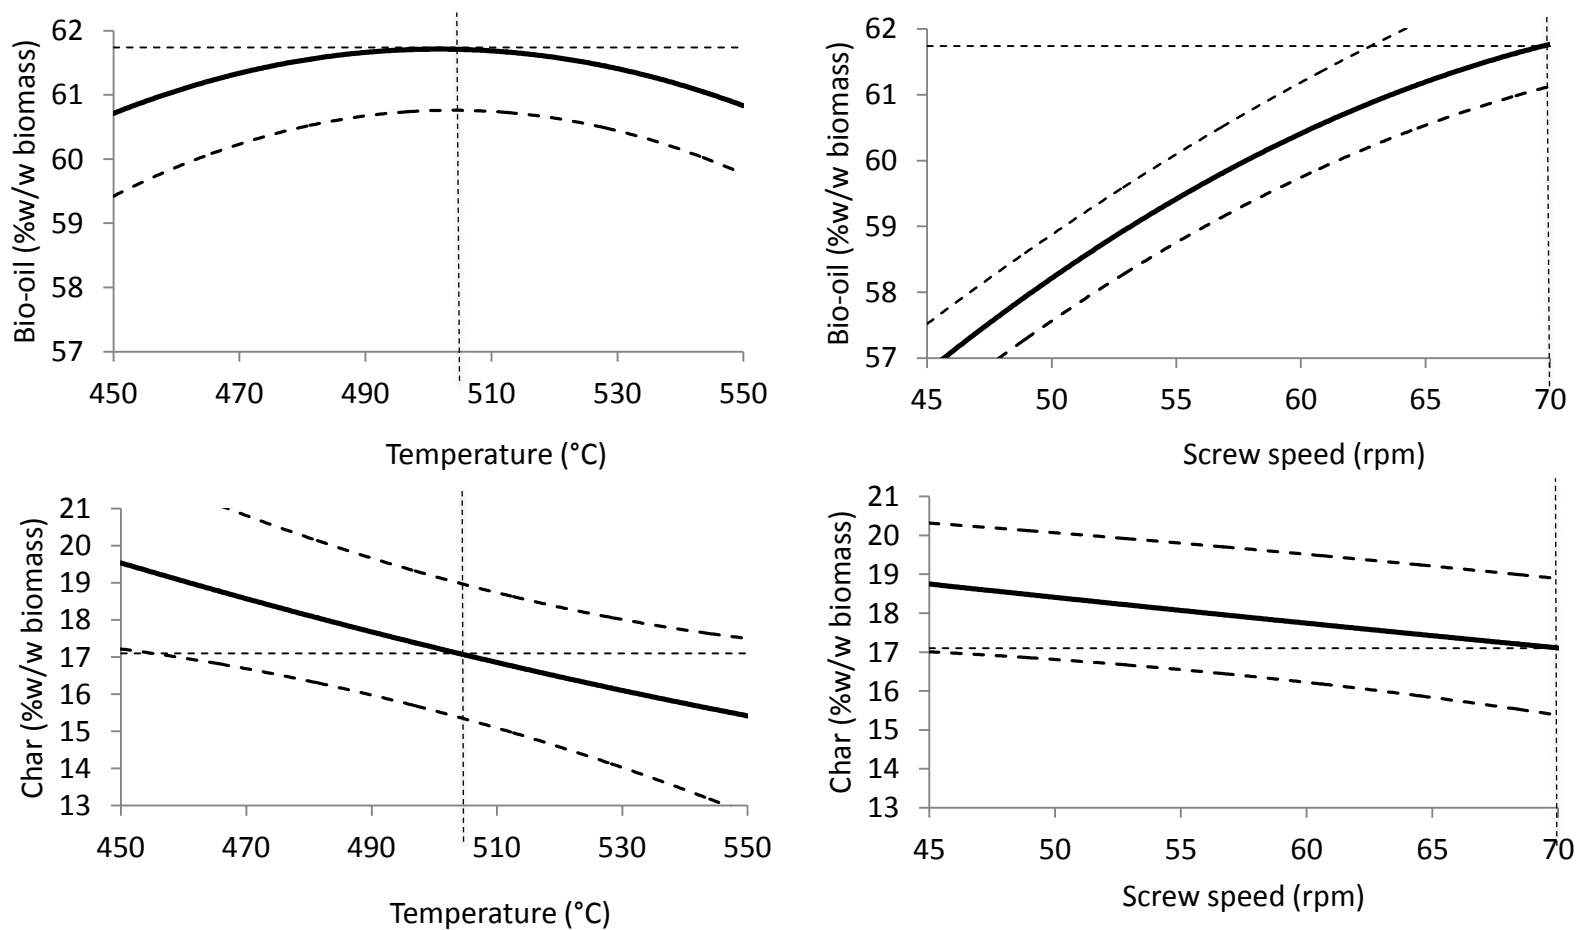 Bio-oil (%w/w biomass)
62
61
60
59
58
57
450 470 490 510 530 550
Temperature (°C)
Bio-oil (%w/w biomass)
62
61
60
59
58
57
45 50 55 60 65 70
Screw speed (rpm)
Char (%w/w biomass)
21
20
19
18
17
16
15
14
13
450 470 490 510 530 550
Temperature (°C)
Char (%w/w biomass)
21
20
19
18
17
16
15
14
13
45 50 55 60 65 70
Screw speed (rpm)